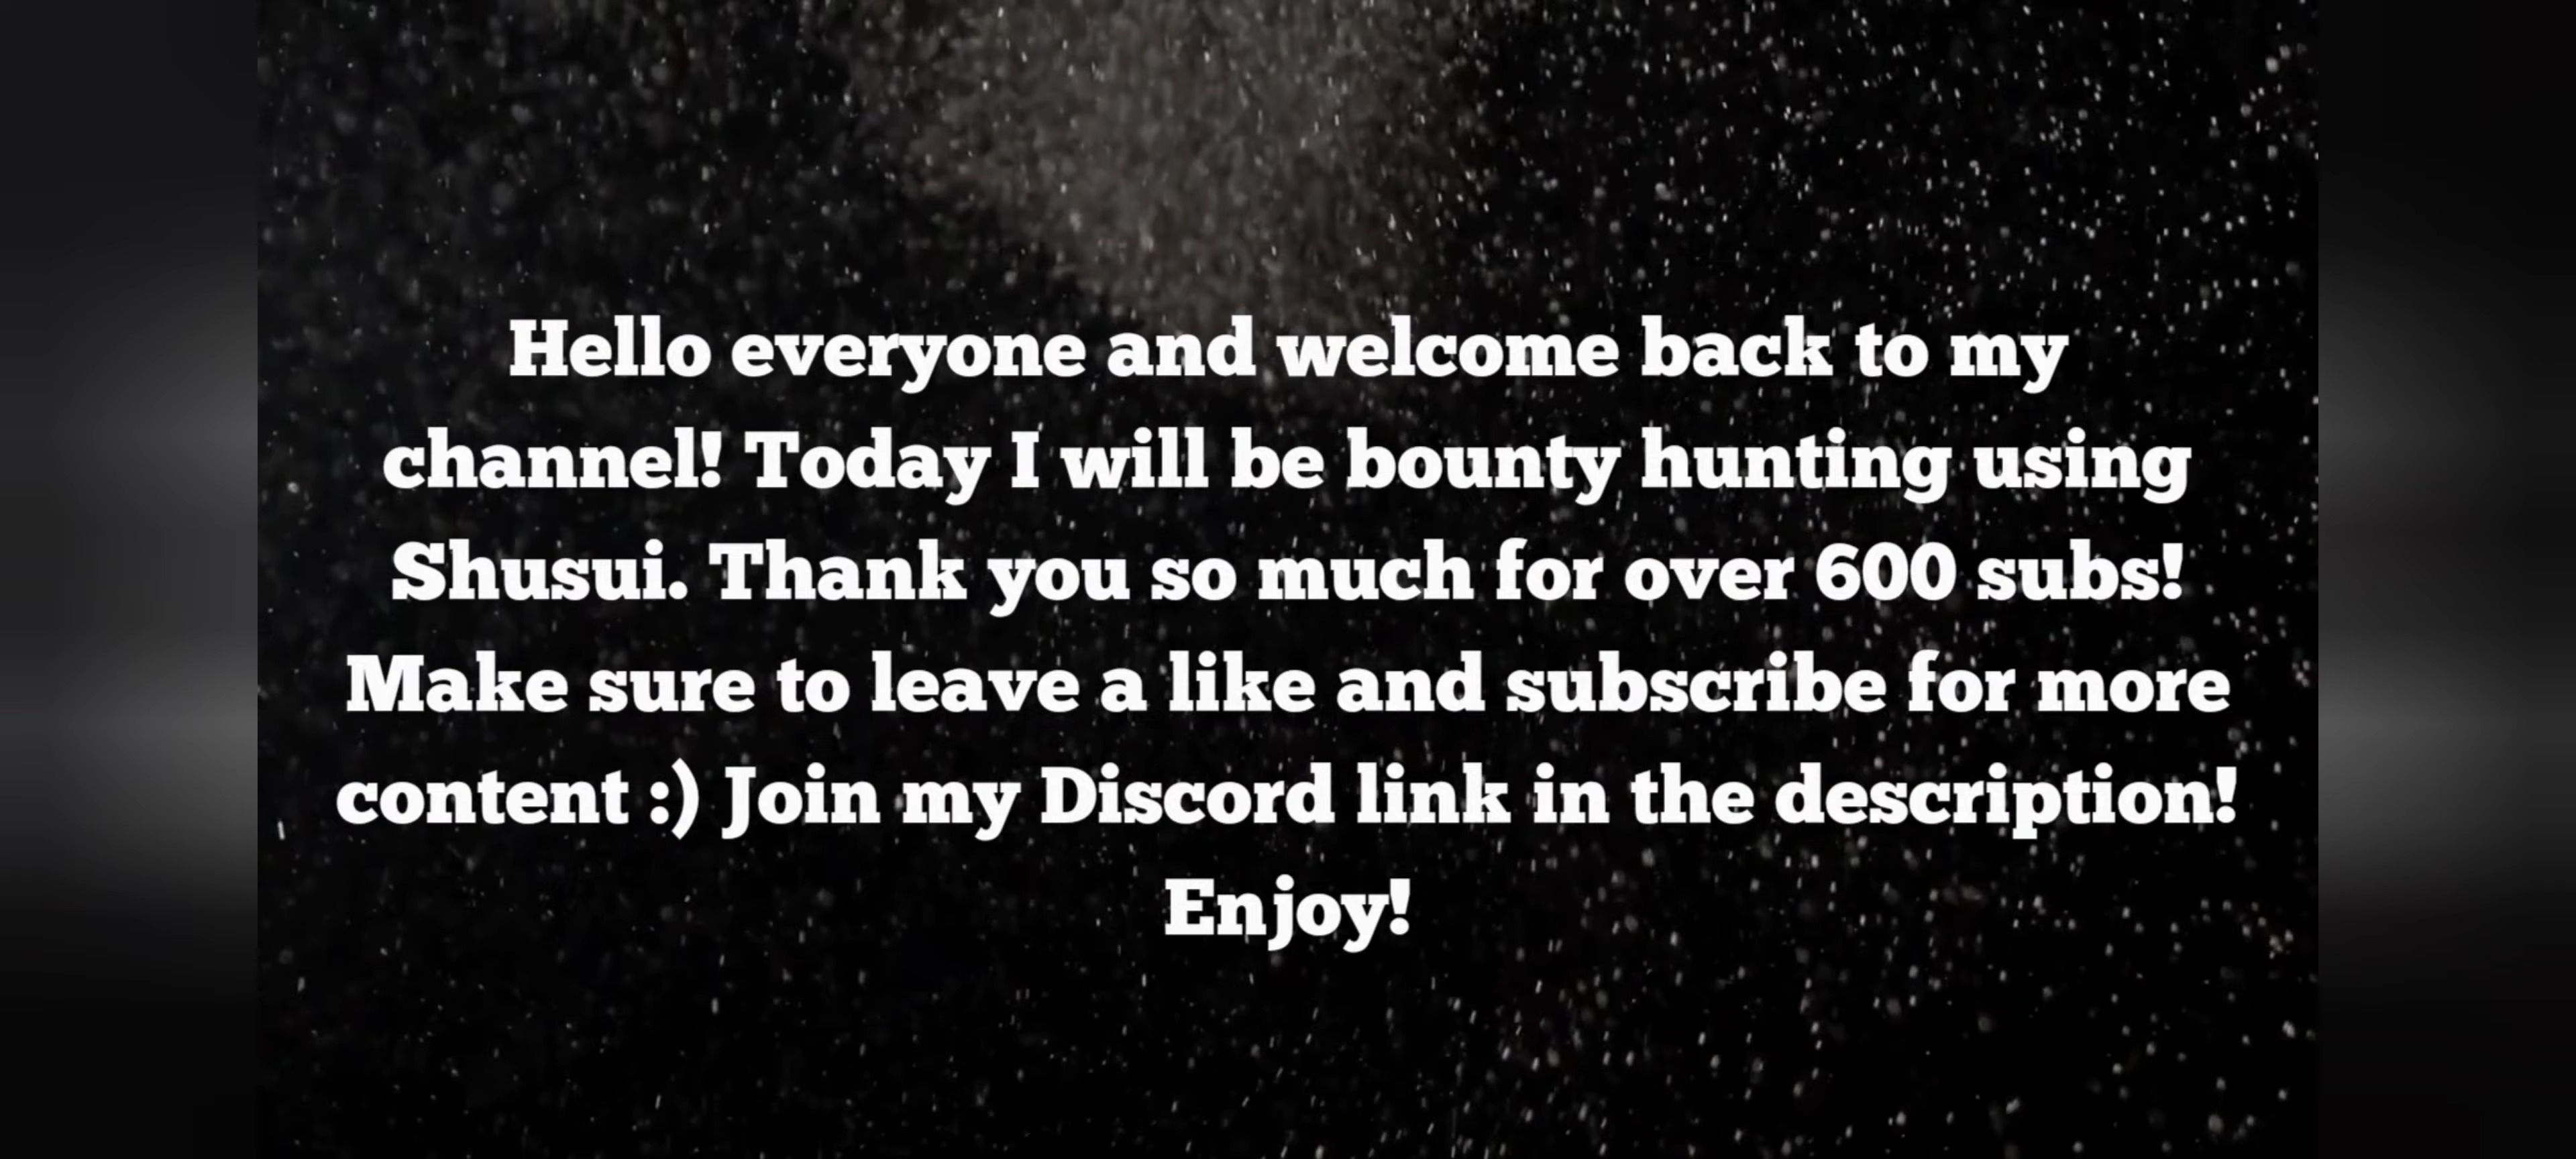 Hello everyone and welcome back to my
channel! Today I will be bounty hunting using
Shusui. Thank you so much for over 600 subs!
Make sure to leave a like and subscribe for more
content :) Join my Discord link in the description!
Enjoy!